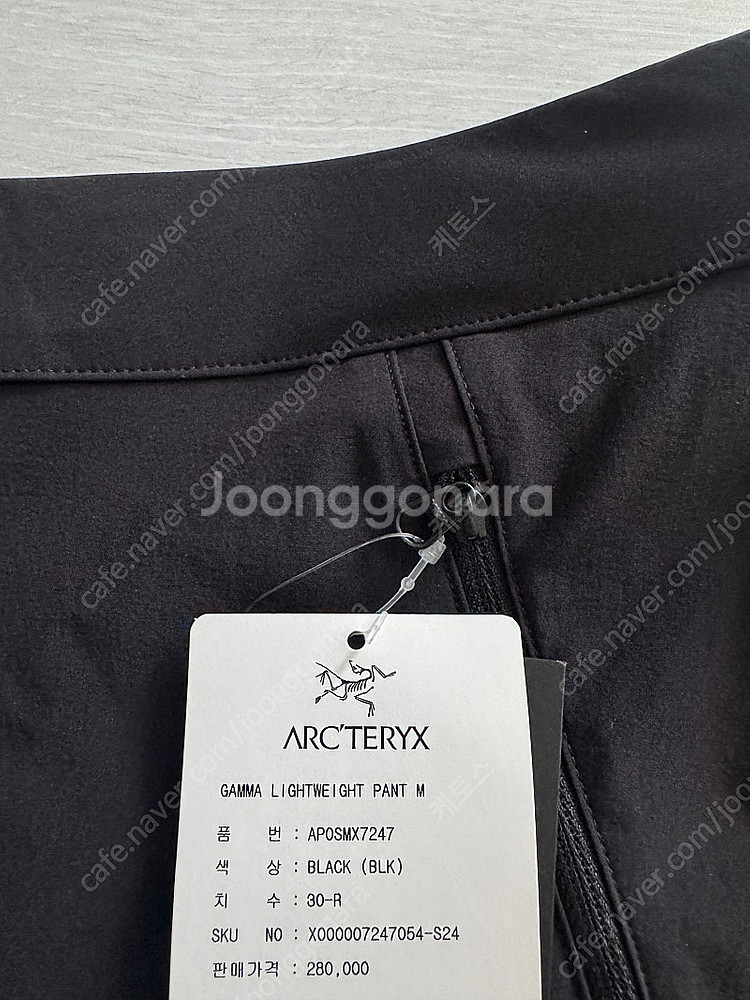 cafe.naver.com/joonggonara
케토스
Joonggonara
ARC'TERYX
GAMMA LIGHTWEIGHT PANT M
품 번 : AP0SMX7247
색 상 : BLACK (BLK)
치 수 : 30-R
SKU NO : X000007247054-S24
판매가격 : 280,000